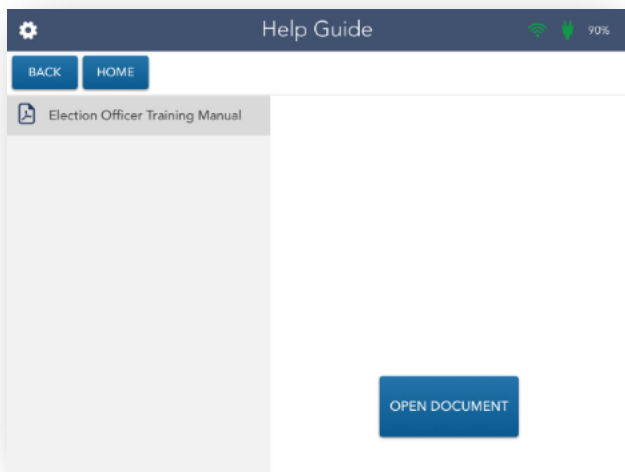 Help Guide
90%
BACK
HOME
Election Officer Training Manual
OPEN DOCUMENT